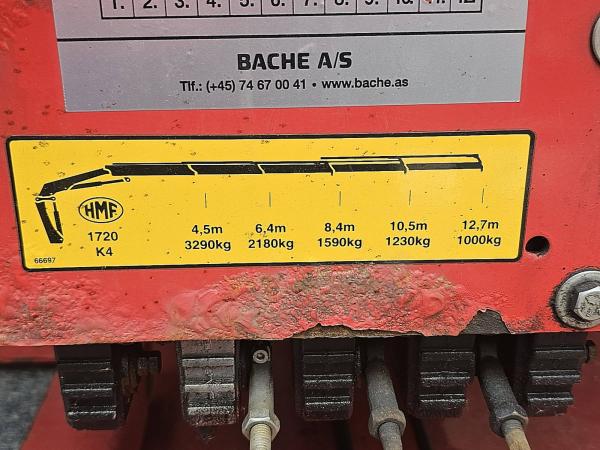 1. 2. 3. 4. 5. 6. 7. 8. 9. 10. 11. 12.
BACHE A/S
Tlf.: (+45) 74 67 00 41 • www.bache.as
HMF
1720
K4
4,5m 6,4m 8,4m 10,5m 12,7m
3290kg 2180kg 1590kg 1230kg 1000kg
66697